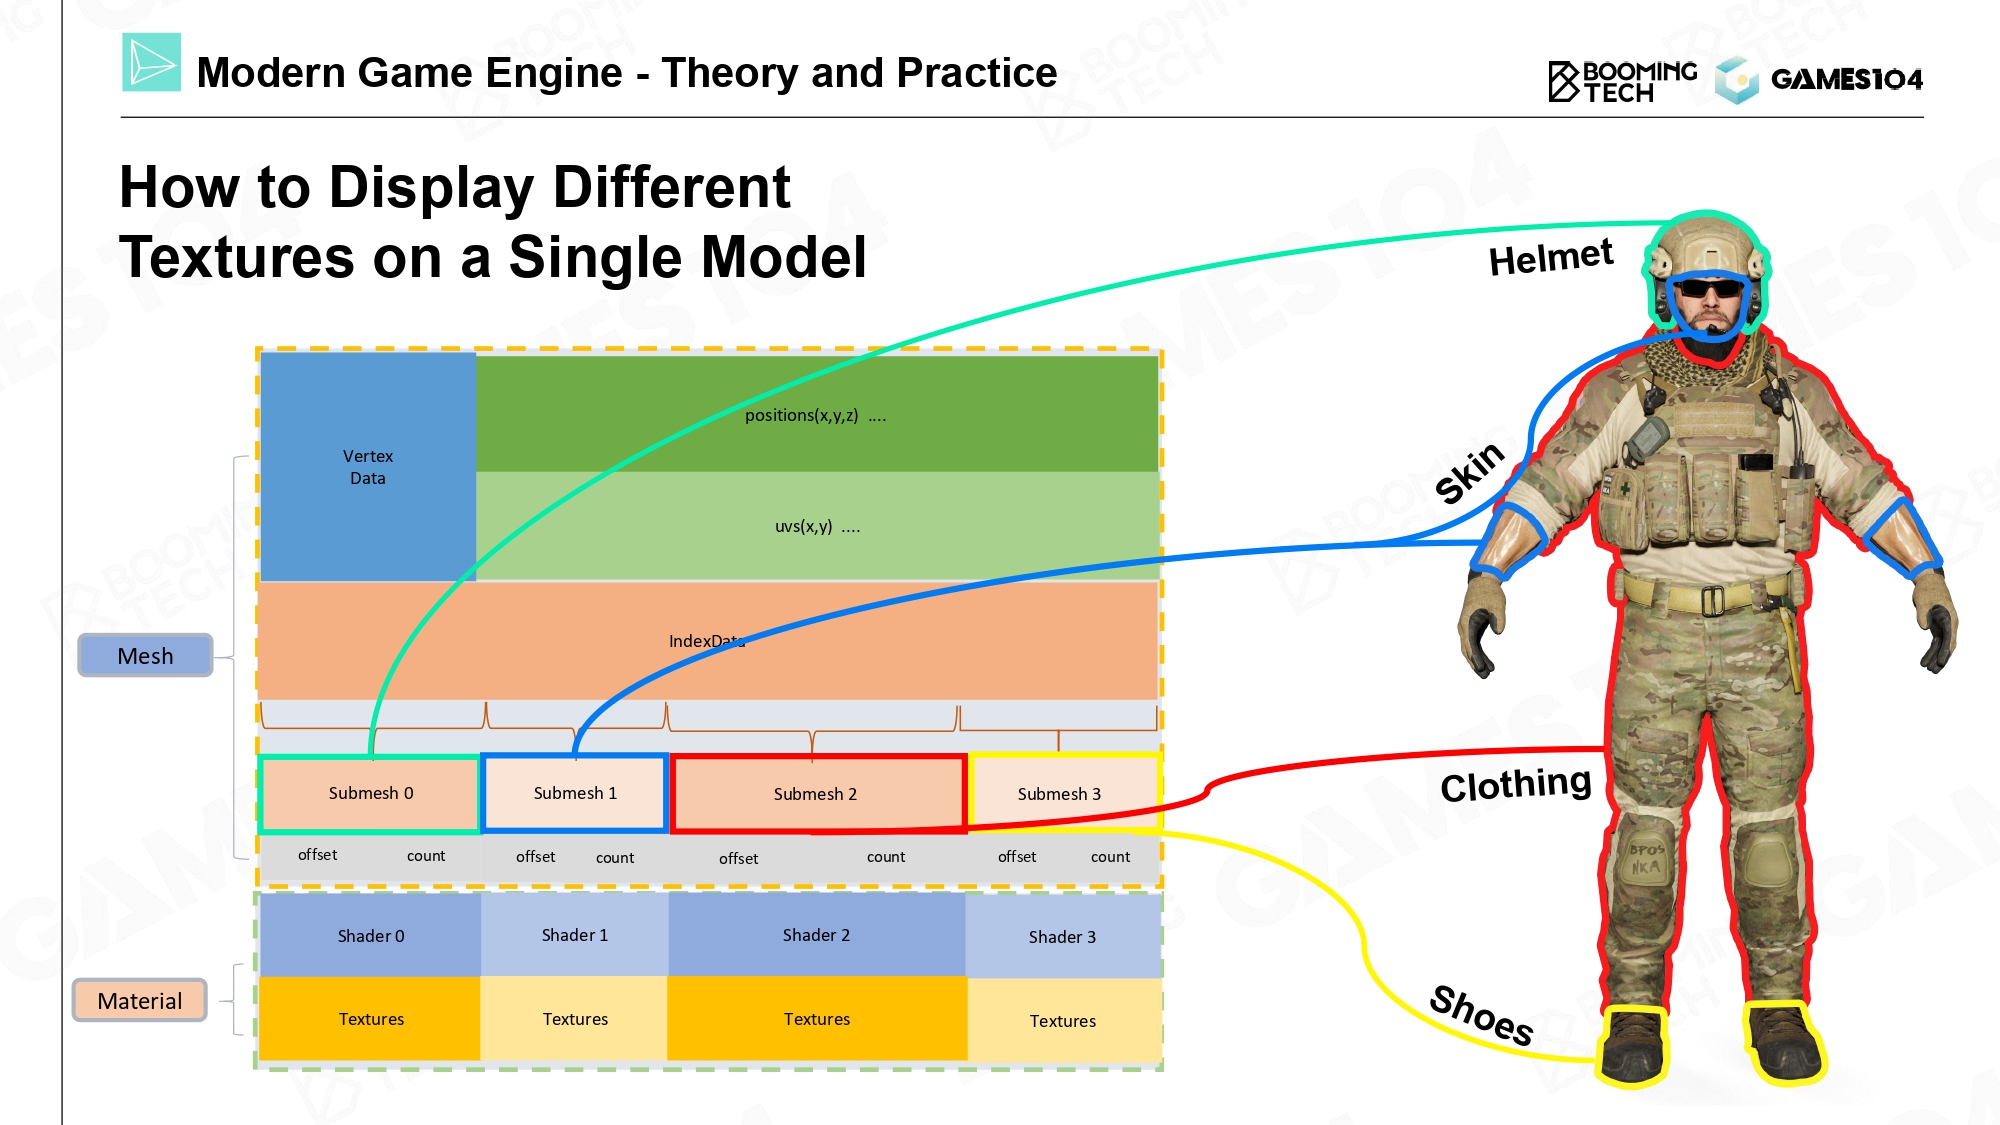 Modern Game Engine - Theory and Practice
BOOMING
TECH
GAMES104
How to Display Different
Textures on a Single Model
Helmet
Skin
Clothing
Shoes
Mesh
Vertex
Data
positions(x,y,z) ....
uvs(x,y) ....
IndexData
Submesh 0
Submesh 1
Submesh 2
Submesh 3
offset count
offset count
offset count
offset count
Material
Shader 0
Shader 1
Shader 2
Shader 3
Textures
Textures
Textures
Textures
BPOS
NKA